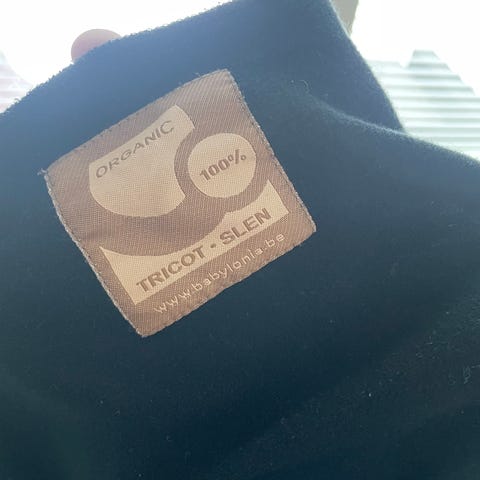 ORGANIC
100%
TRICOT • SLEN
www.babylonia.be